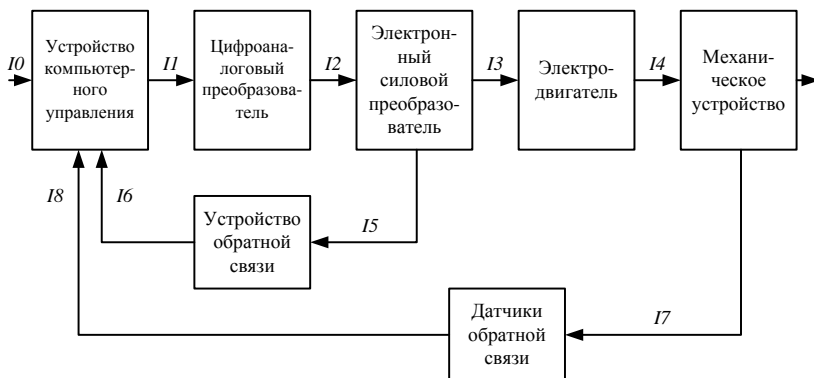 I0
Устройство
компьютер-
ного
управления
I1
Цифроана-
логовый
преобразова-
тель
I2
Электрон-
ный
силовой
преобразо-
ватель
I3
Электро-
двигатель
I4
Механи-
ческое
устройство
I8
I6
Устройство
обратной
связи
I5
Датчики
обратной
связи
I7